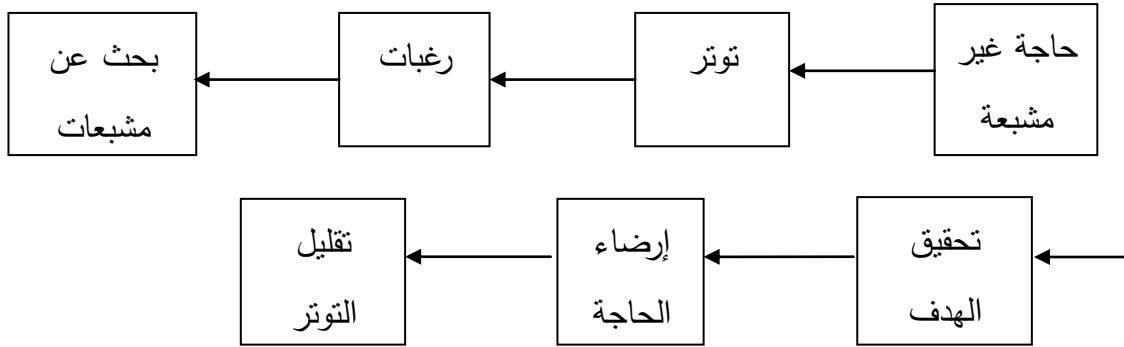 حاجة غير
مشبعة
توتر
رغبات
بحث عن
مشبعات
تحقيق
الهدف
إرضاء
الحاجة
تقليل
التوتر